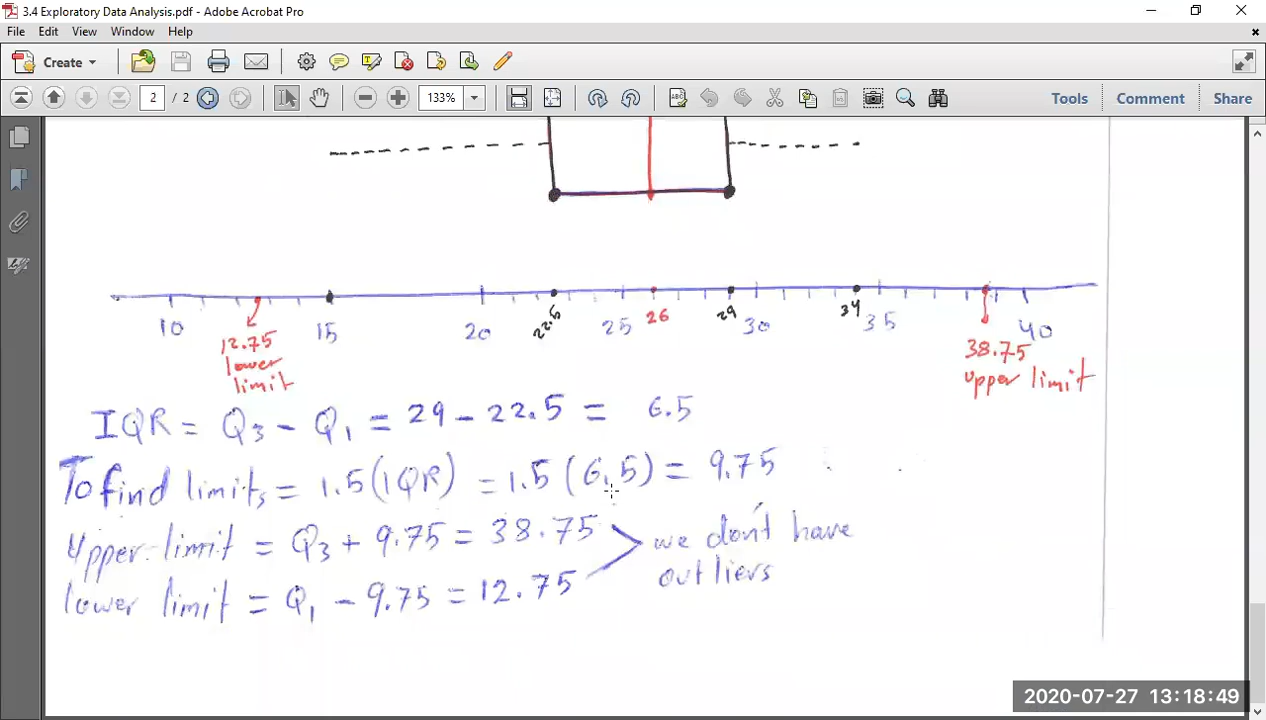 3.4 Exploratory Data Analysis.pdf - Adobe Acrobat Pro
File Edit View Window Help
Create
2 / 2 133% Tools Comment Share
10 15 20 22.5 25 26 29 30 34 35 40
12.75
lower
limit
38.75
upper limit
IQR = Q3 - Q1 = 29 - 22.5 = 6.5
To find limits = 1.5(IQR) = 1.5(6.5) = 9.75
Upper limit = Q3 + 9.75 = 38.75
lower limit = Q1 - 9.75 = 12.75
we don't have
outliers
2020-07-27 13:18:49